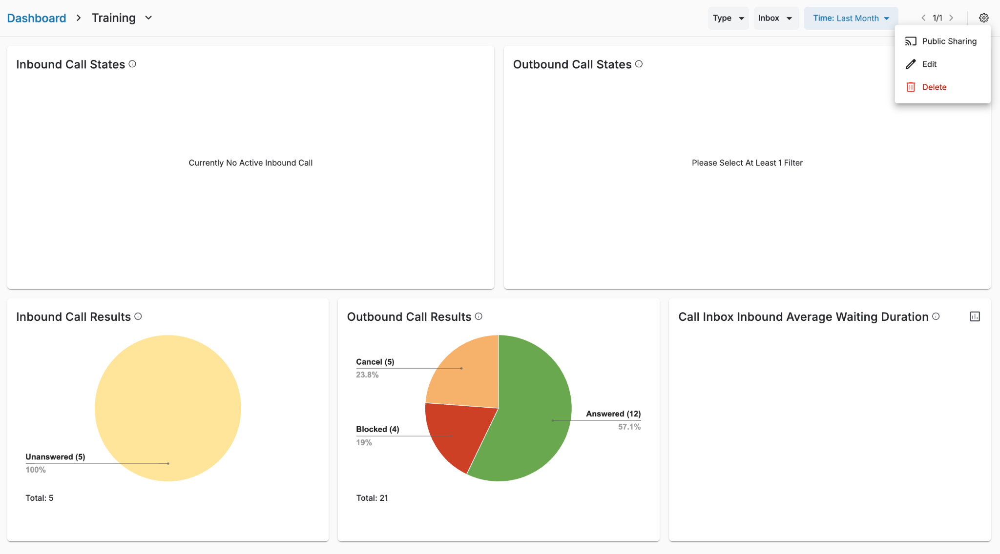 Dashboard > Training
Type
Inbox
Time: Last Month
1/1
Public Sharing
Edit
Delete
Inbound Call States
Currently No Active Inbound Call
Outbound Call States
Please Select At Least 1 Filter
Inbound Call Results
Unanswered (5)
100%
Total: 5
Outbound Call Results
Cancel (5)
23.8%
Blocked (4)
19%
Answered (12)
57.1%
Total: 21
Call Inbox Inbound Average Waiting Duration